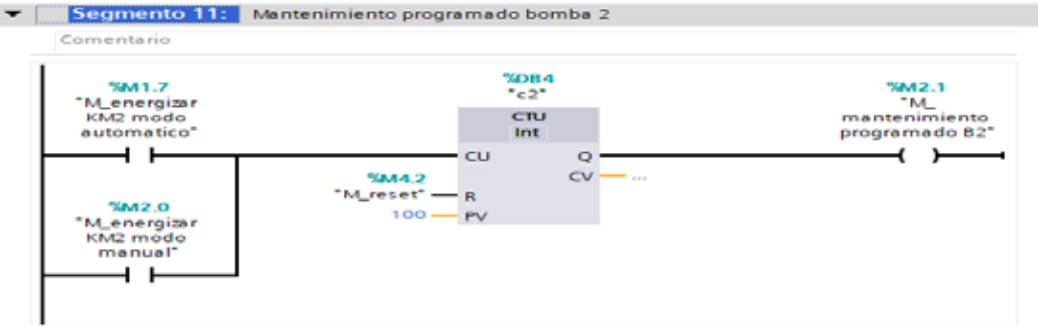 Segmento 11: Mantenimiento programado bomba 2
Comentario
%M1.7
"M_energizar
KM2 modo
automatico"
%DB4
"c2"
CTU
Int
CU
Q
CV
...
%M4.2
"M_reset"
R
100
PV
%M2.1
"M_
mantenimiento
programado B2"
%M2.0
"M_energizar
KM2 modo
manual"